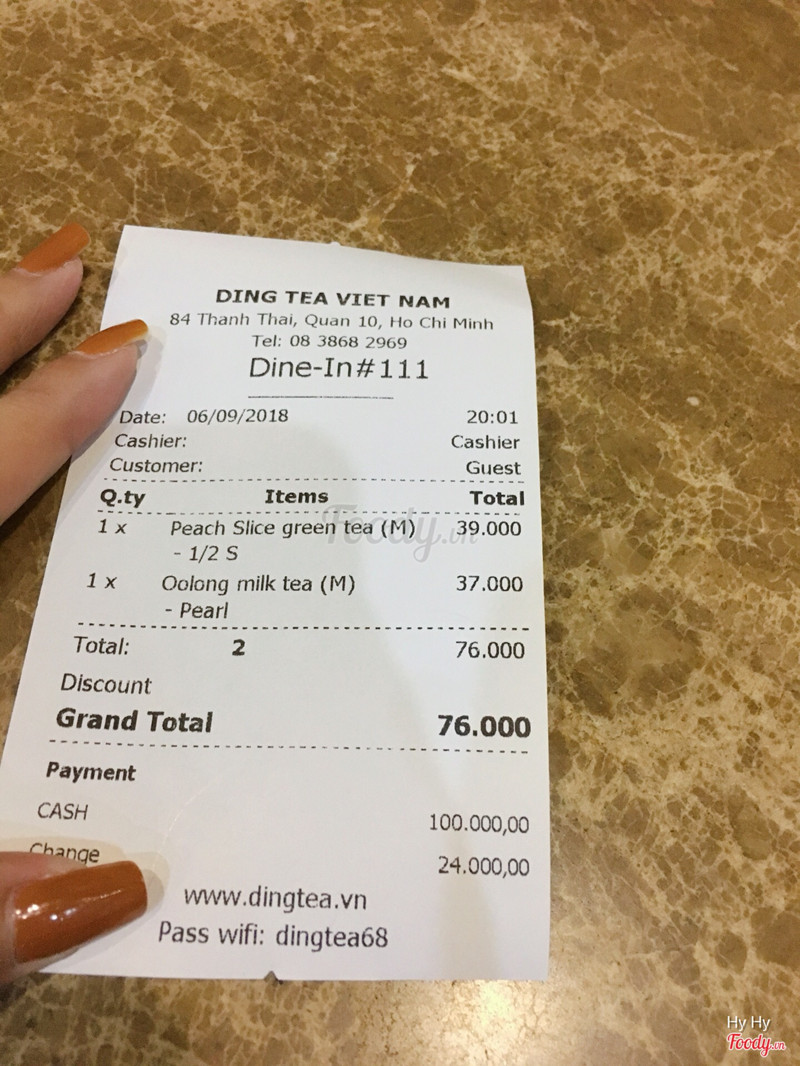 DING TEA VIET NAM
84 Thanh Thai, Quan 10, Ho Chi Minh
Tel: 08 3868 2969
Dine-In#111
Date: 06/09/2018 20:01
Cashier: Cashier
Customer: Guest
Q.ty Items Total
1 x Peach Slice green tea (M) 39.000
- 1/2 S
1 x Oolong milk tea (M) 37.000
- Pearl
Total: 2 76.000
Discount
Grand Total 76.000
Payment
CASH 100.000,00
Change 24.000,00
www.dingtea.vn
Pass wifi: dingtea68
Foody.vn
Hy Hy
Foody.vn